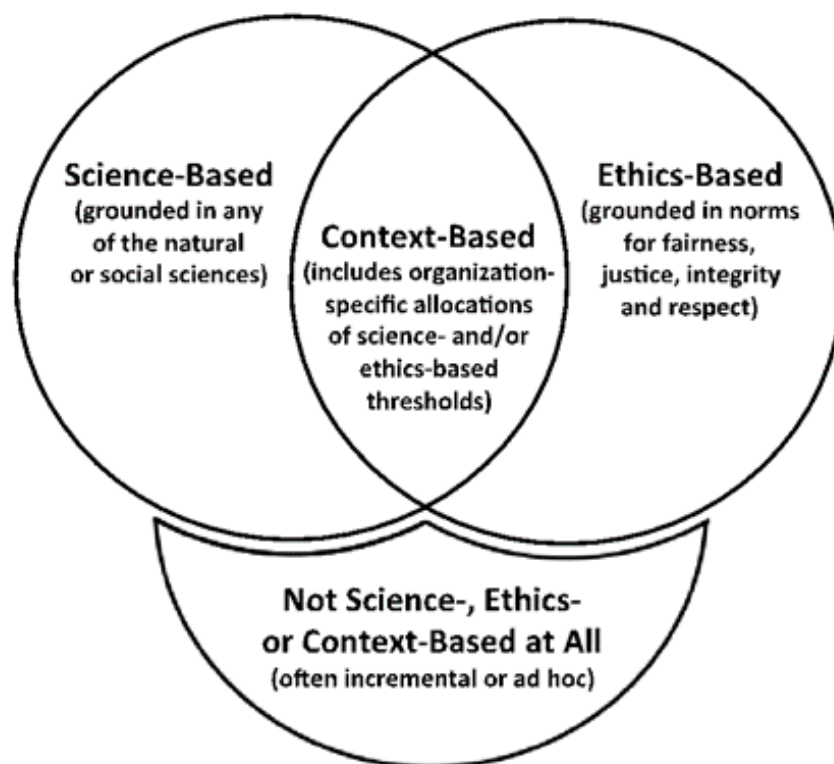 Science-Based
(grounded in any
of the natural
or social sciences)
Context-Based
(includes organization-
specific allocations
of science- and/or
ethics-based
thresholds)
Ethics-Based
(grounded in norms
for fairness,
justice, integrity
and respect)
Not Science-, Ethics-
or Context-Based at All
(often incremental or ad hoc)